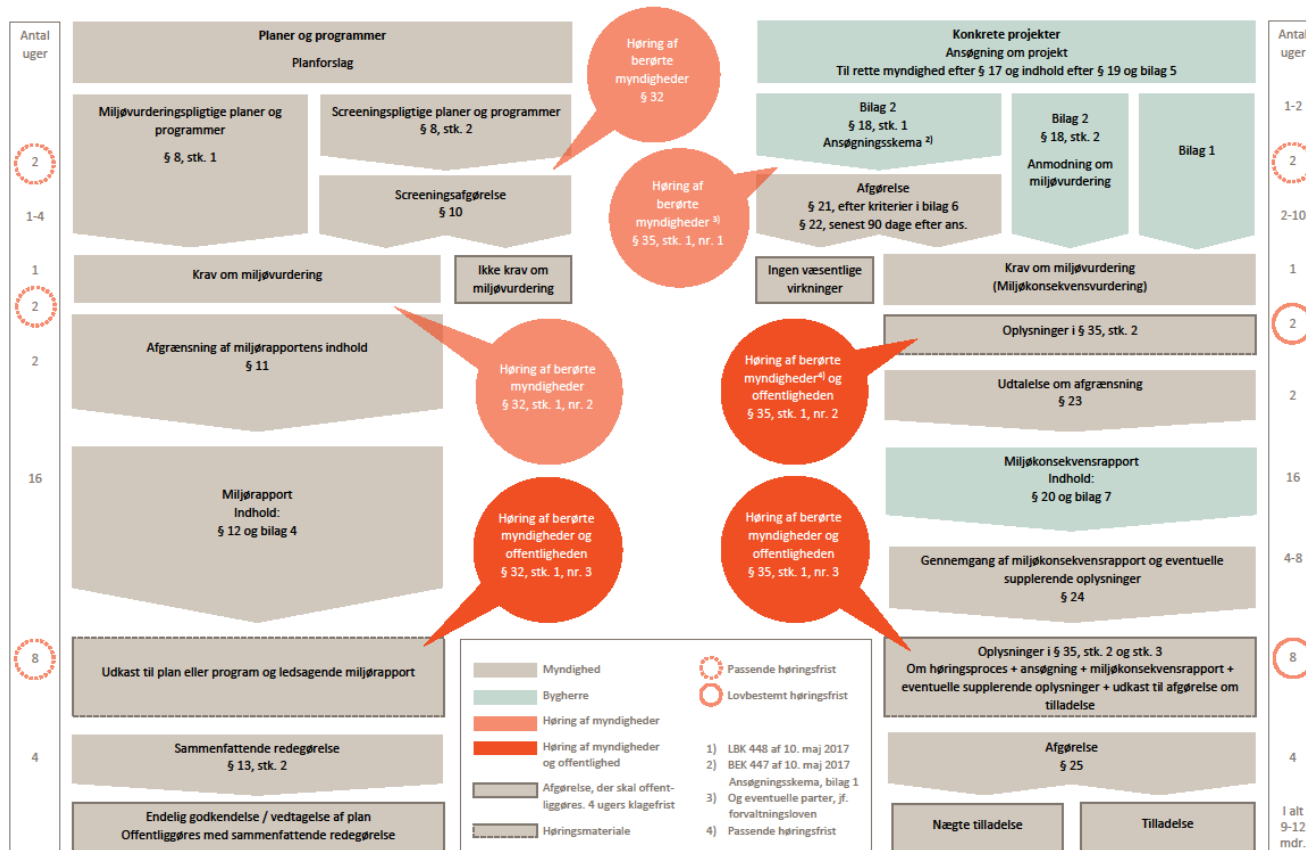 Antal
uger
2
1-4
1
2
2
16
8
4
Planer og programmer
Planforslag
Miljøvurderingspligtige planer og
programmer
§ 8, stk. 1
Screeningspligtige planer og programmer
§ 8, stk. 2
Screeningsafgørelse
§ 10
Krav om miljøvurdering
Ikke krav om
miljøvurdering
Afgrænsning af miljørapportens indhold
§ 11
Miljørapport
Indhold:
§ 12 og bilag 4
Udkast til plan eller program og ledsagende miljørapport
Sammenfattende redegørelse
§ 13, stk. 2
Endelig godkendelse / vedtagelse af plan
Offentliggøres med sammenfattende redegørelse
Høring af
berørte
myndigheder
§ 32
Høring af
berørte
myndigheder 3)
§ 35, stk. 1, nr. 1
Høring af berørte
myndigheder
§ 32, stk. 1, nr. 2
Høring af berørte
myndigheder4) og
offentligheden
§ 35, stk. 1, nr. 2
Høring af berørte
myndigheder og
offentligheden
§ 32, stk. 1, nr. 3
Høring af berørte
myndigheder og
offentligheden
§ 35, stk. 1, nr. 3
Myndighed
Bygherre
Høring af myndigheder
Høring af myndigheder
og offentlighed
Afgørelse, der skal offent-
liggøres. 4 ugers klagefrist
Høringsmateriale
Passende høringsfrist
Lovbestemt høringsfrist
1) LBK 448 af 10. maj 2017
2) BEK 447 af 10. maj 2017
Ansøgningsskema, bilag 1
3) Og eventuelle parter, jf.
forvaltningsloven
4) Passende høringsfrist
Konkrete projekter
Ansøgning om projekt
Til rette myndighed efter § 17 og indhold efter § 19 og bilag 5
Bilag 2
§ 18, stk. 1
Ansøgningsskema 2)
Bilag 2
§ 18, stk. 2
Anmodning om
miljøvurdering
Bilag 1
Afgørelse
§ 21, efter kriterier i bilag 6
§ 22, senest 90 dage efter ans.
Ingen væsentlige
virkninger
Krav om miljøvurdering
(Miljøkonsekvensvurdering)
Oplysninger i § 35, stk. 2
Udtalelse om afgrænsning
§ 23
Miljøkonsekvensrapport
Indhold:
§ 20 og bilag 7
Gennemgang af miljøkonsekvensrapport og eventuelle
supplerende oplysninger
§ 24
Oplysninger i § 35, stk. 2 og stk. 3
Om høringsproces + ansøgning + miljøkonsekvensrapport +
eventuelle supplerende oplysninger + udkast til afgørelse om
tilladelse
Afgørelse
§ 25
Nægte tilladelse
Tilladelse
Antal
uger
1-2
2
2-10
1
2
2
16
4-8
8
4
I alt
9-12
mdr.